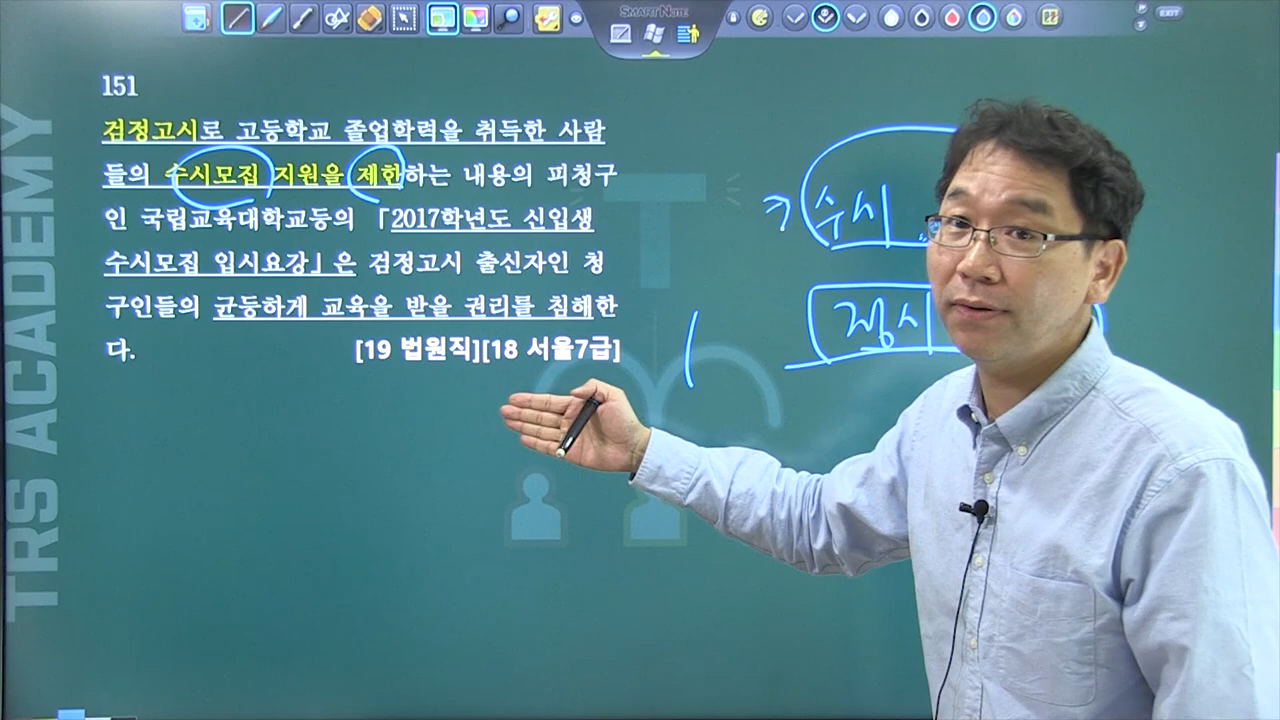 SMART NOTE
EXIT
151
검정고시로 고등학교 졸업학력을 취득한 사람
들의 수시모집 지원을 제한하는 내용의 피청구
인 국립교육대학교등의 「2017학년도 신입생
수시모집 입시요강」은 검정고시 출신자인 청
구인들의 균등하게 교육을 받을 권리를 침해한
다. [19 법원직][18 서울7급]
수시
정시
TRS ACADEMY